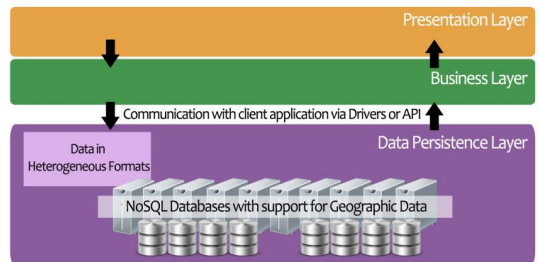 Presentation Layer
Business Layer
Communication with client application via Drivers or API
Data Persistence Layer
Data in
Heterogeneous Formats
NoSQL Databases with support for Geographic Data